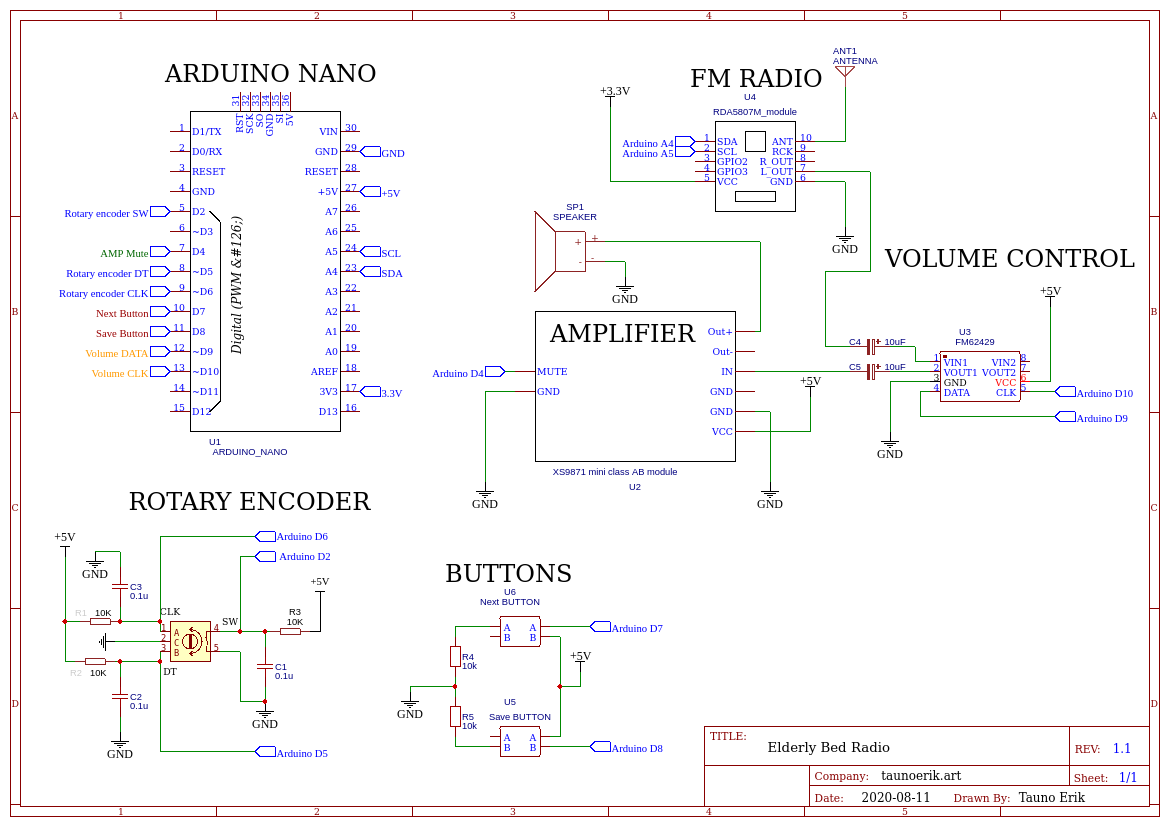 1 2 3 4 5
A A
B B
C C
D D
ARDUINO NANO
31 32 33 34 35 36
RST SCK SO GND SI 5V
1 D1/TX VIN 30
2 D0/RX GND 29 GND
3 RESET RESET 28
4 GND +5V 27 +5V
Rotary encoder SW 5 D2 A7 26
6 ~D3 A6 25
AMP Mute 7 D4 A5 24 SCL
Rotary encoder DT 8 ~D5 A4 23 SDA
Rotary encoder CLK 9 ~D6 A3 22
Next Button 10 D7 A2 21
Save Button 11 D8 A1 20
Volume DATA 12 ~D9 A0 19
Volume CLK 13 ~D10 AREF 18
14 ~D11 3V3 17 3.3V
15 D12 D13 16
Digital (PWM &#126;)
U1
ARDUINO_NANO
FM RADIO
ANT1
ANTENNA
+3.3V
U4
RDA5807M_module
Arduino A4 1 SDA ANT 10
Arduino A5 2 SCL RCK 9
3 GPIO2 R_OUT 8
4 GPIO3 L_OUT 7
5 VCC GND 6
GND
SP1
SPEAKER
+ +
- -
GND
AMPLIFIER
Out+
Out-
Arduino D4 MUTE IN
GND GND
GND
VCC
+5V
GND
GND
XS9871 mini class AB module
U2
VOLUME CONTROL
+5V
U3
FM62429
C4 + 10uF
C5 + 10uF
1 VIN1 VIN2 8
2 VOUT1 VOUT2 7
3 GND VCC 6
4 DATA CLK 5
Arduino D10
Arduino D9
GND
ROTARY ENCODER
+5V
Arduino D6
Arduino D2
GND
C3
0.1u
+5V
R1 10K
CLK
SW
R3
10K
1 A 4
2 C
3 B 5
R2 10K
DT
C1
0.1u
C2
0.1u
GND
GND
Arduino D5
BUTTONS
U6
Next BUTTON
A A
B B
Arduino D7
R4
10k
+5V
GND
R5
10k
U5
Save BUTTON
A A
B B
Arduino D8
TITLE:
Elderly Bed Radio
REV: 1.1
Company: taunoerik.art
Sheet: 1/1
Date: 2020-08-11 Drawn By: Tauno Erik
1 2 3 4 5